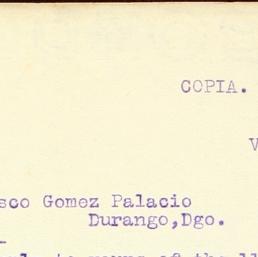 COPIA.
V
sco Gomez Palacio
Durango,Dgo.